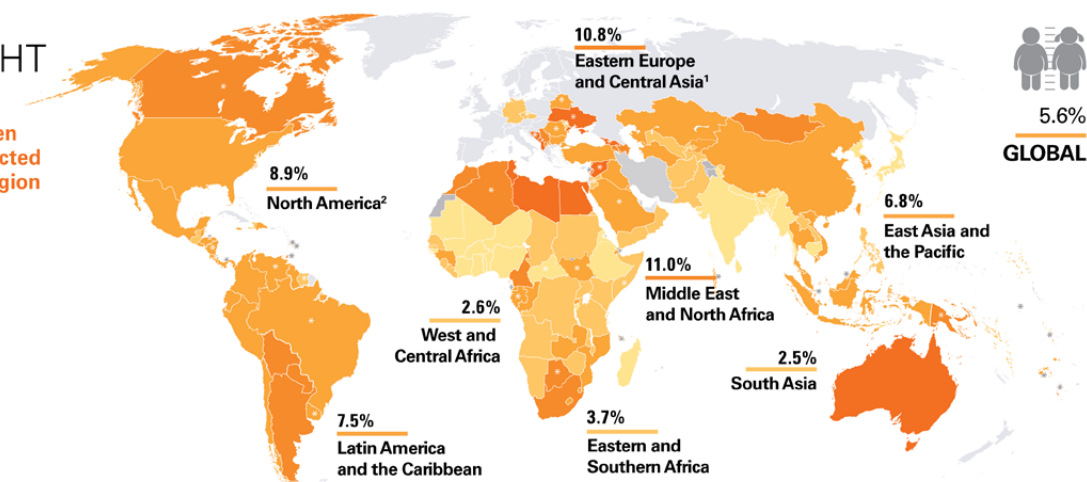 HT
en
cted
gion
10.8%
Eastern Europe
and Central Asia¹
5.6%
GLOBAL
8.9%
North America²
6.8%
East Asia and
the Pacific
11.0%
Middle East
and North Africa
2.6%
West and
Central Africa
2.5%
South Asia
7.5%
Latin America
and the Caribbean
3.7%
Eastern and
Southern Africa